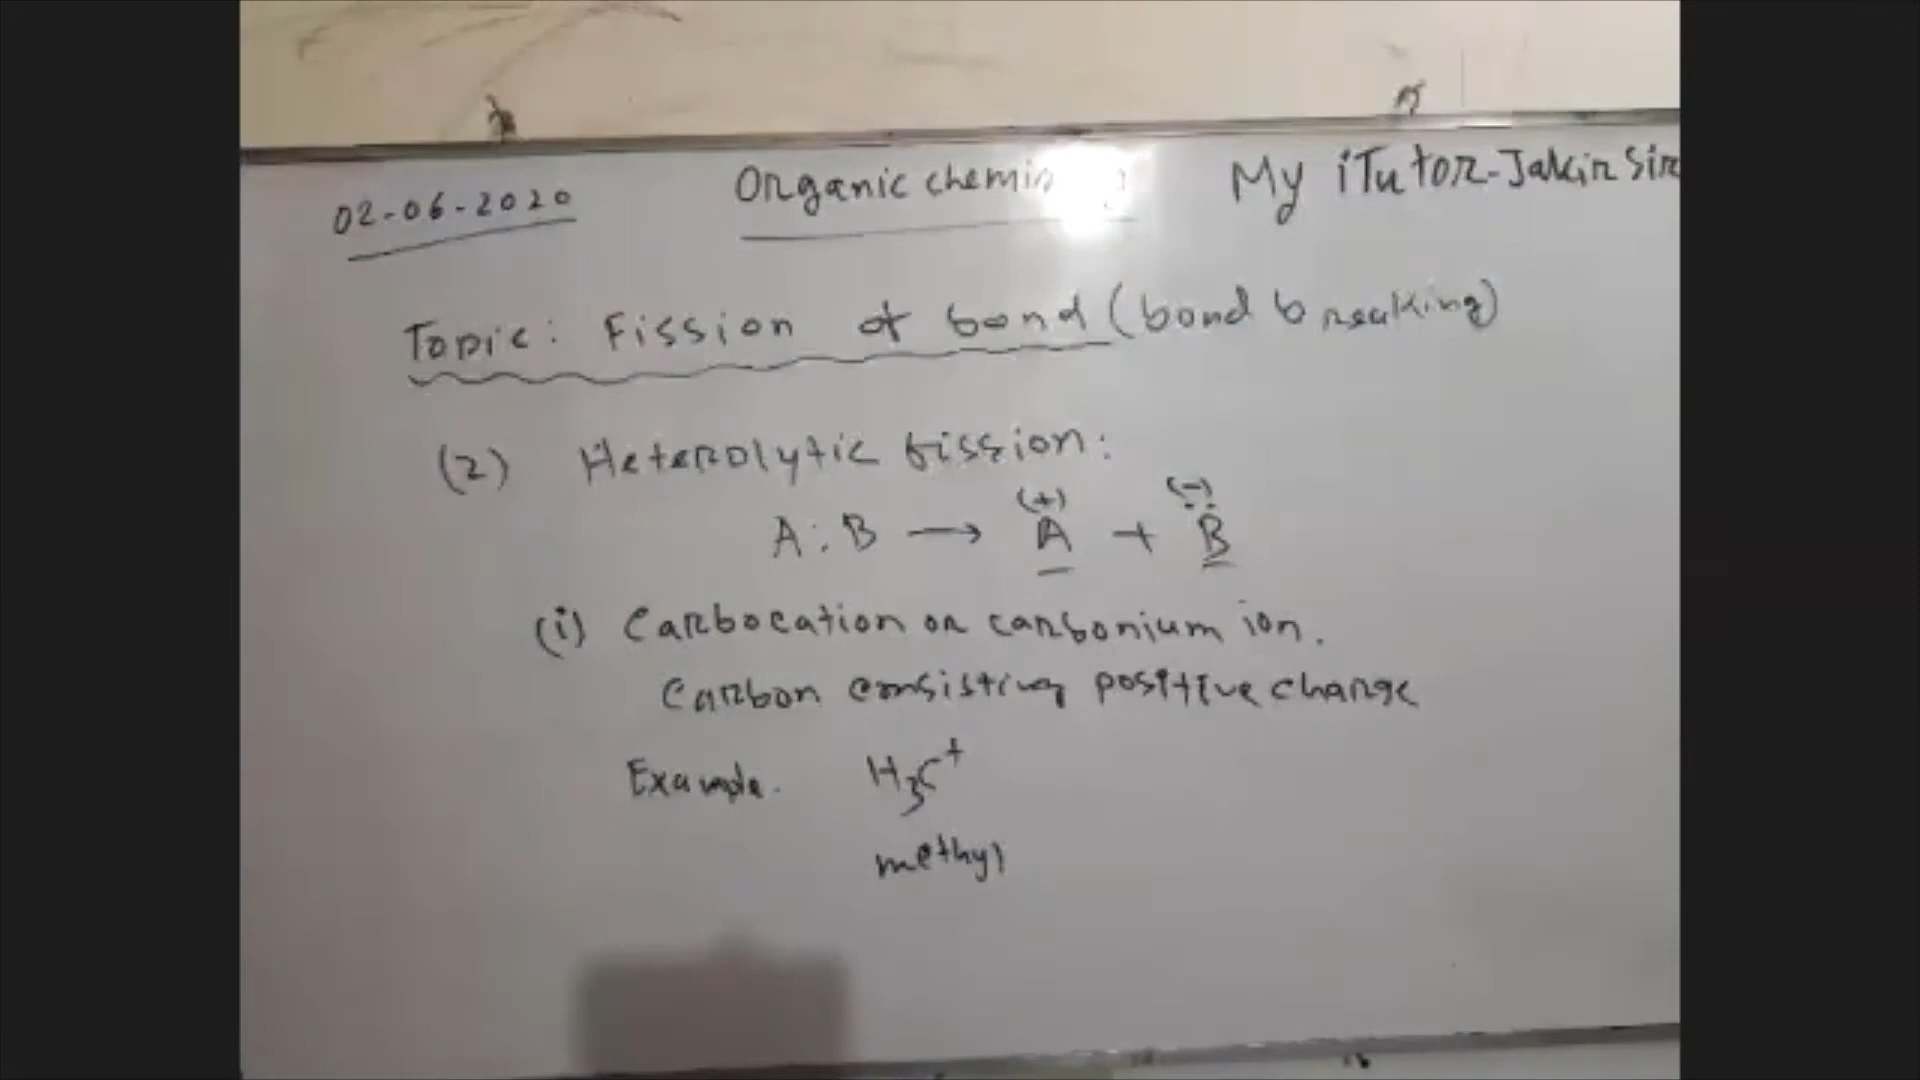 02-06-2020 Organic chemis My iTutor-Jakir Sir
Topic: Fission of bond (bond breaking)
(2) Heterolytic fission:
(+) (-)
A:B → A + B̈
(i) Carbocation or carbonium ion.
Carbon consisting positive charge
Example. H₃C⁺
methyl